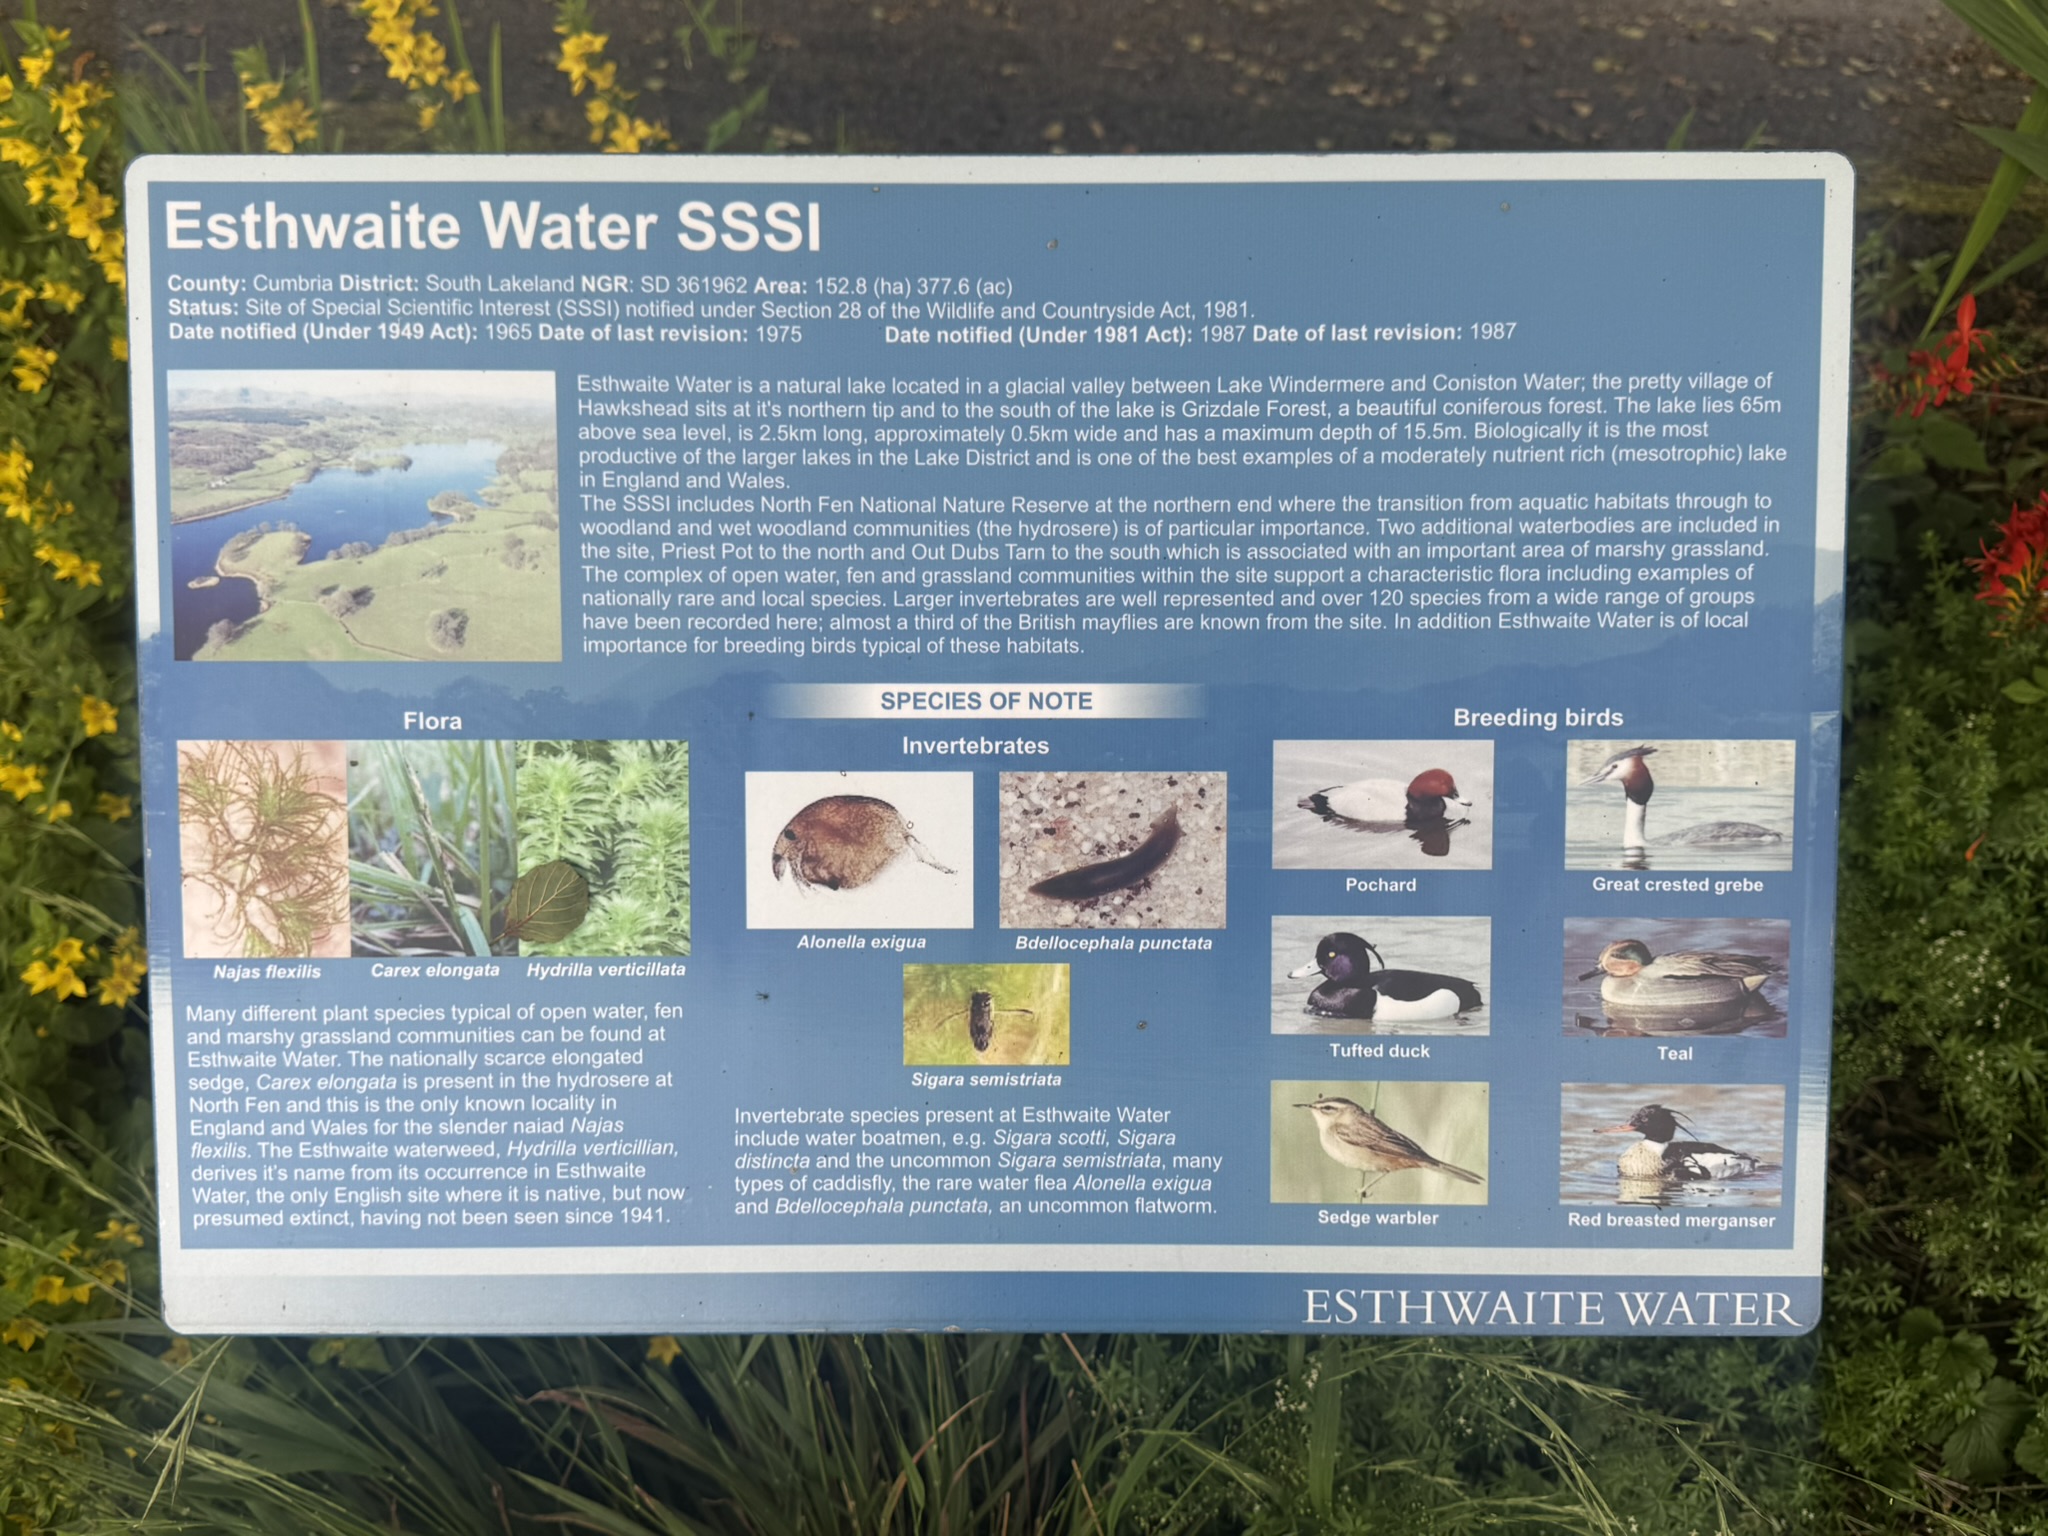 Esthwaite Water SSSI
County: Cumbria District: South Lakeland NGR: SD 361962 Area: 152.8 (ha) 377.6 (ac)
Status: Site of Special Scientific Interest (SSSI) notified under Section 28 of the Wildlife and Countryside Act, 1981.
Date notified (Under 1949 Act): 1965 Date of last revision: 1975 Date notified (Under 1981 Act): 1987 Date of last revision: 1987
Esthwaite Water is a natural lake located in a glacial valley between Lake Windermere and Coniston Water; the pretty village of
Hawkshead sits at it's northern tip and to the south of the lake is Grizdale Forest, a beautiful coniferous forest. The lake lies 65m
above sea level, is 2.5km long, approximately 0.5km wide and has a maximum depth of 15.5m. Biologically it is the most
productive of the larger lakes in the Lake District and is one of the best examples of a moderately nutrient rich (mesotrophic) lake
in England and Wales.
The SSSI includes North Fen National Nature Reserve at the northern end where the transition from aquatic habitats through to
woodland and wet woodland communities (the hydrosere) is of particular importance. Two additional waterbodies are included in
the site, Priest Pot to the north and Out Dubs Tarn to the south which is associated with an important area of marshy grassland.
The complex of open water, fen and grassland communities within the site support a characteristic flora including examples of
nationally rare and local species. Larger invertebrates are well represented and over 120 species from a wide range of groups
have been recorded here; almost a third of the British mayflies are known from the site. In addition Esthwaite Water is of local
importance for breeding birds typical of these habitats.
SPECIES OF NOTE
Flora
Najas flexilis
Carex elongata
Hydrilla verticillata
Many different plant species typical of open water, fen
and marshy grassland communities can be found at
Esthwaite Water. The nationally scarce elongated
sedge, Carex elongata is present in the hydrosere at
North Fen and this is the only known locality in
England and Wales for the slender naiad Najas
flexilis. The Esthwaite waterweed, Hydrilla verticillian,
derives it's name from its occurrence in Esthwaite
Water, the only English site where it is native, but now
presumed extinct, having not been seen since 1941.
Invertebrates
Alonella exigua
Bdellocephala punctata
Sigara semistriata
Invertebrate species present at Esthwaite Water
include water boatmen, e.g. Sigara scotti, Sigara
distincta and the uncommon Sigara semistriata, many
types of caddisfly, the rare water flea Alonella exigua
and Bdellocephala punctata, an uncommon flatworm.
Breeding birds
Pochard
Great crested grebe
Tufted duck
Teal
Sedge warbler
Red breasted merganser
ESTHWAITE WATER